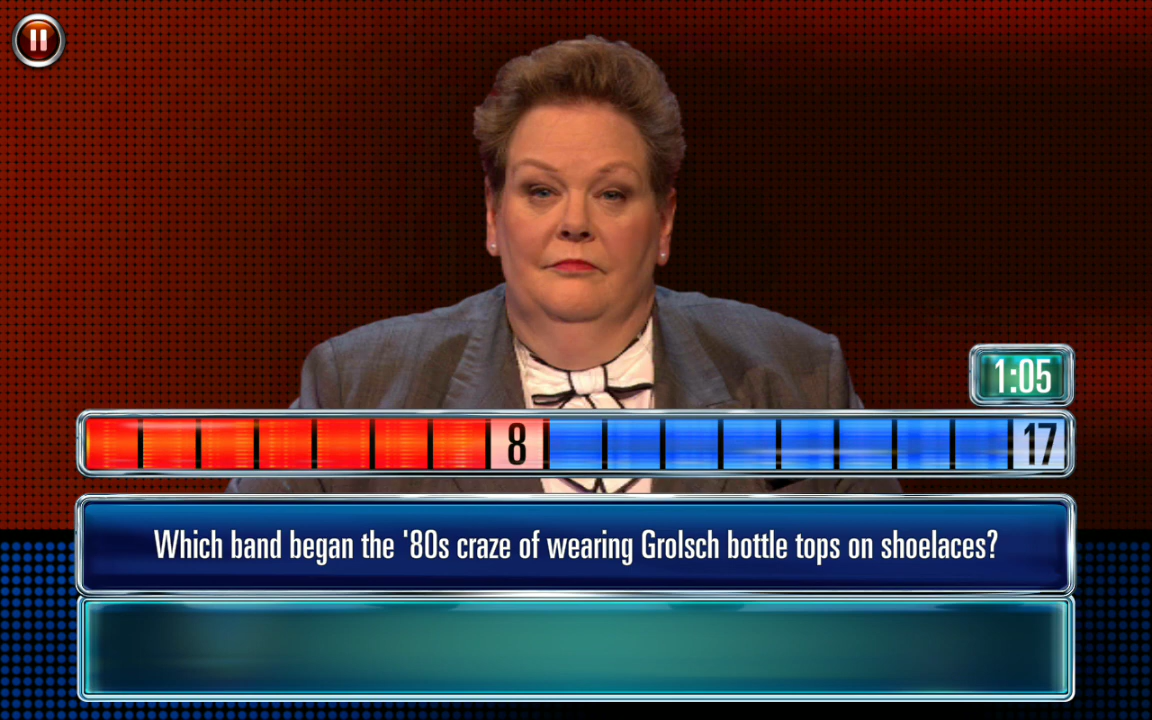 1:05
8
17
Which band began the '80s craze of wearing Grolsch bottle tops on shoelaces?